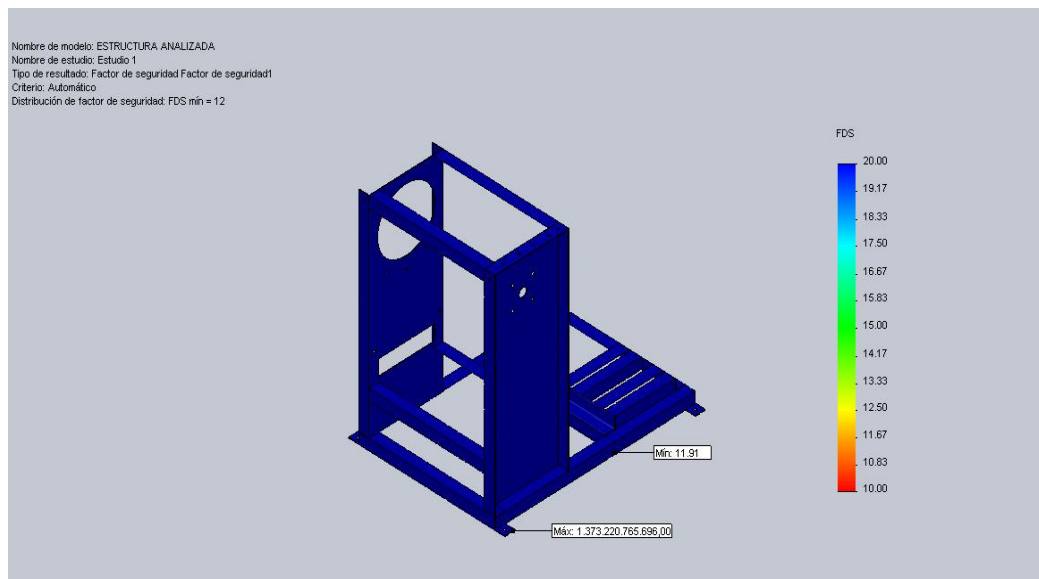 Nombre de modelo: ESTRUCTURA ANALIZADA
Nombre de estudio: Estudio 1
Tipo de resultado: Factor de seguridad Factor de seguridad1
Criterio: Automático
Distribución de factor de seguridad: FDS mín = 12
FDS
20.00
19.17
18.33
17.50
16.67
15.83
15.00
14.17
13.33
12.50
11.67
10.83
10.00
Mín: 11.91
Máx: 1.373.220.765.696,00